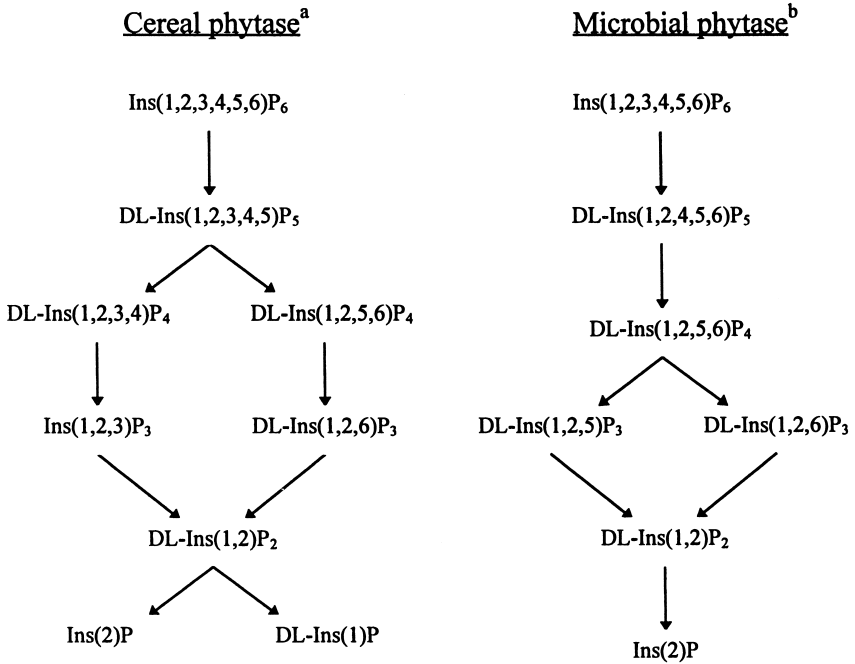 Cereal phytaseᵃ
Ins(1,2,3,4,5,6)P₆
DL-Ins(1,2,3,4,5)P₅
DL-Ins(1,2,3,4)P₄ DL-Ins(1,2,5,6)P₄
Ins(1,2,3)P₃ DL-Ins(1,2,6)P₃
DL-Ins(1,2)P₂
Ins(2)P DL-Ins(1)P
Microbial phytaseᵇ
Ins(1,2,3,4,5,6)P₆
DL-Ins(1,2,4,5,6)P₅
DL-Ins(1,2,5,6)P₄
DL-Ins(1,2,5)P₃ DL-Ins(1,2,6)P₃
DL-Ins(1,2)P₂
Ins(2)P